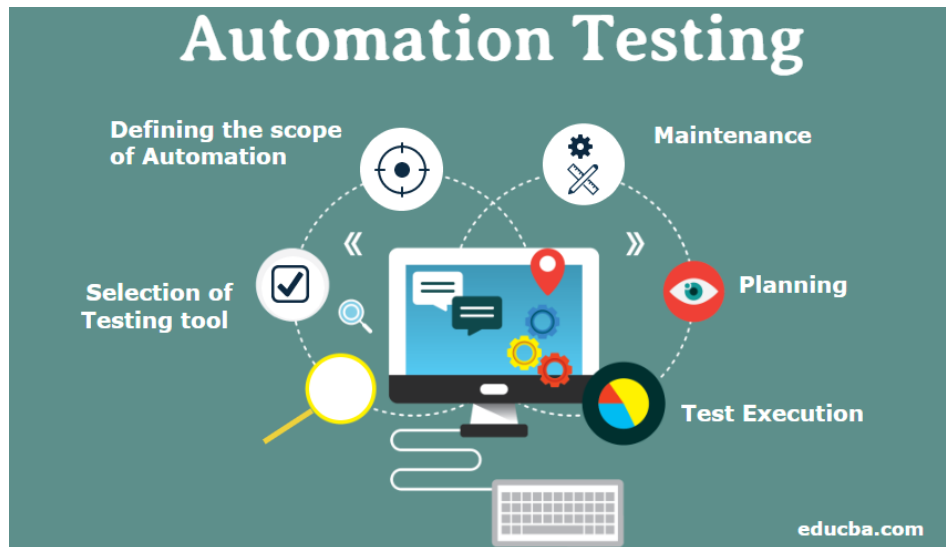 Automation Testing
Defining the scope
of Automation
Maintenance
Selection of
Testing tool
Planning
Test Execution
educba.com